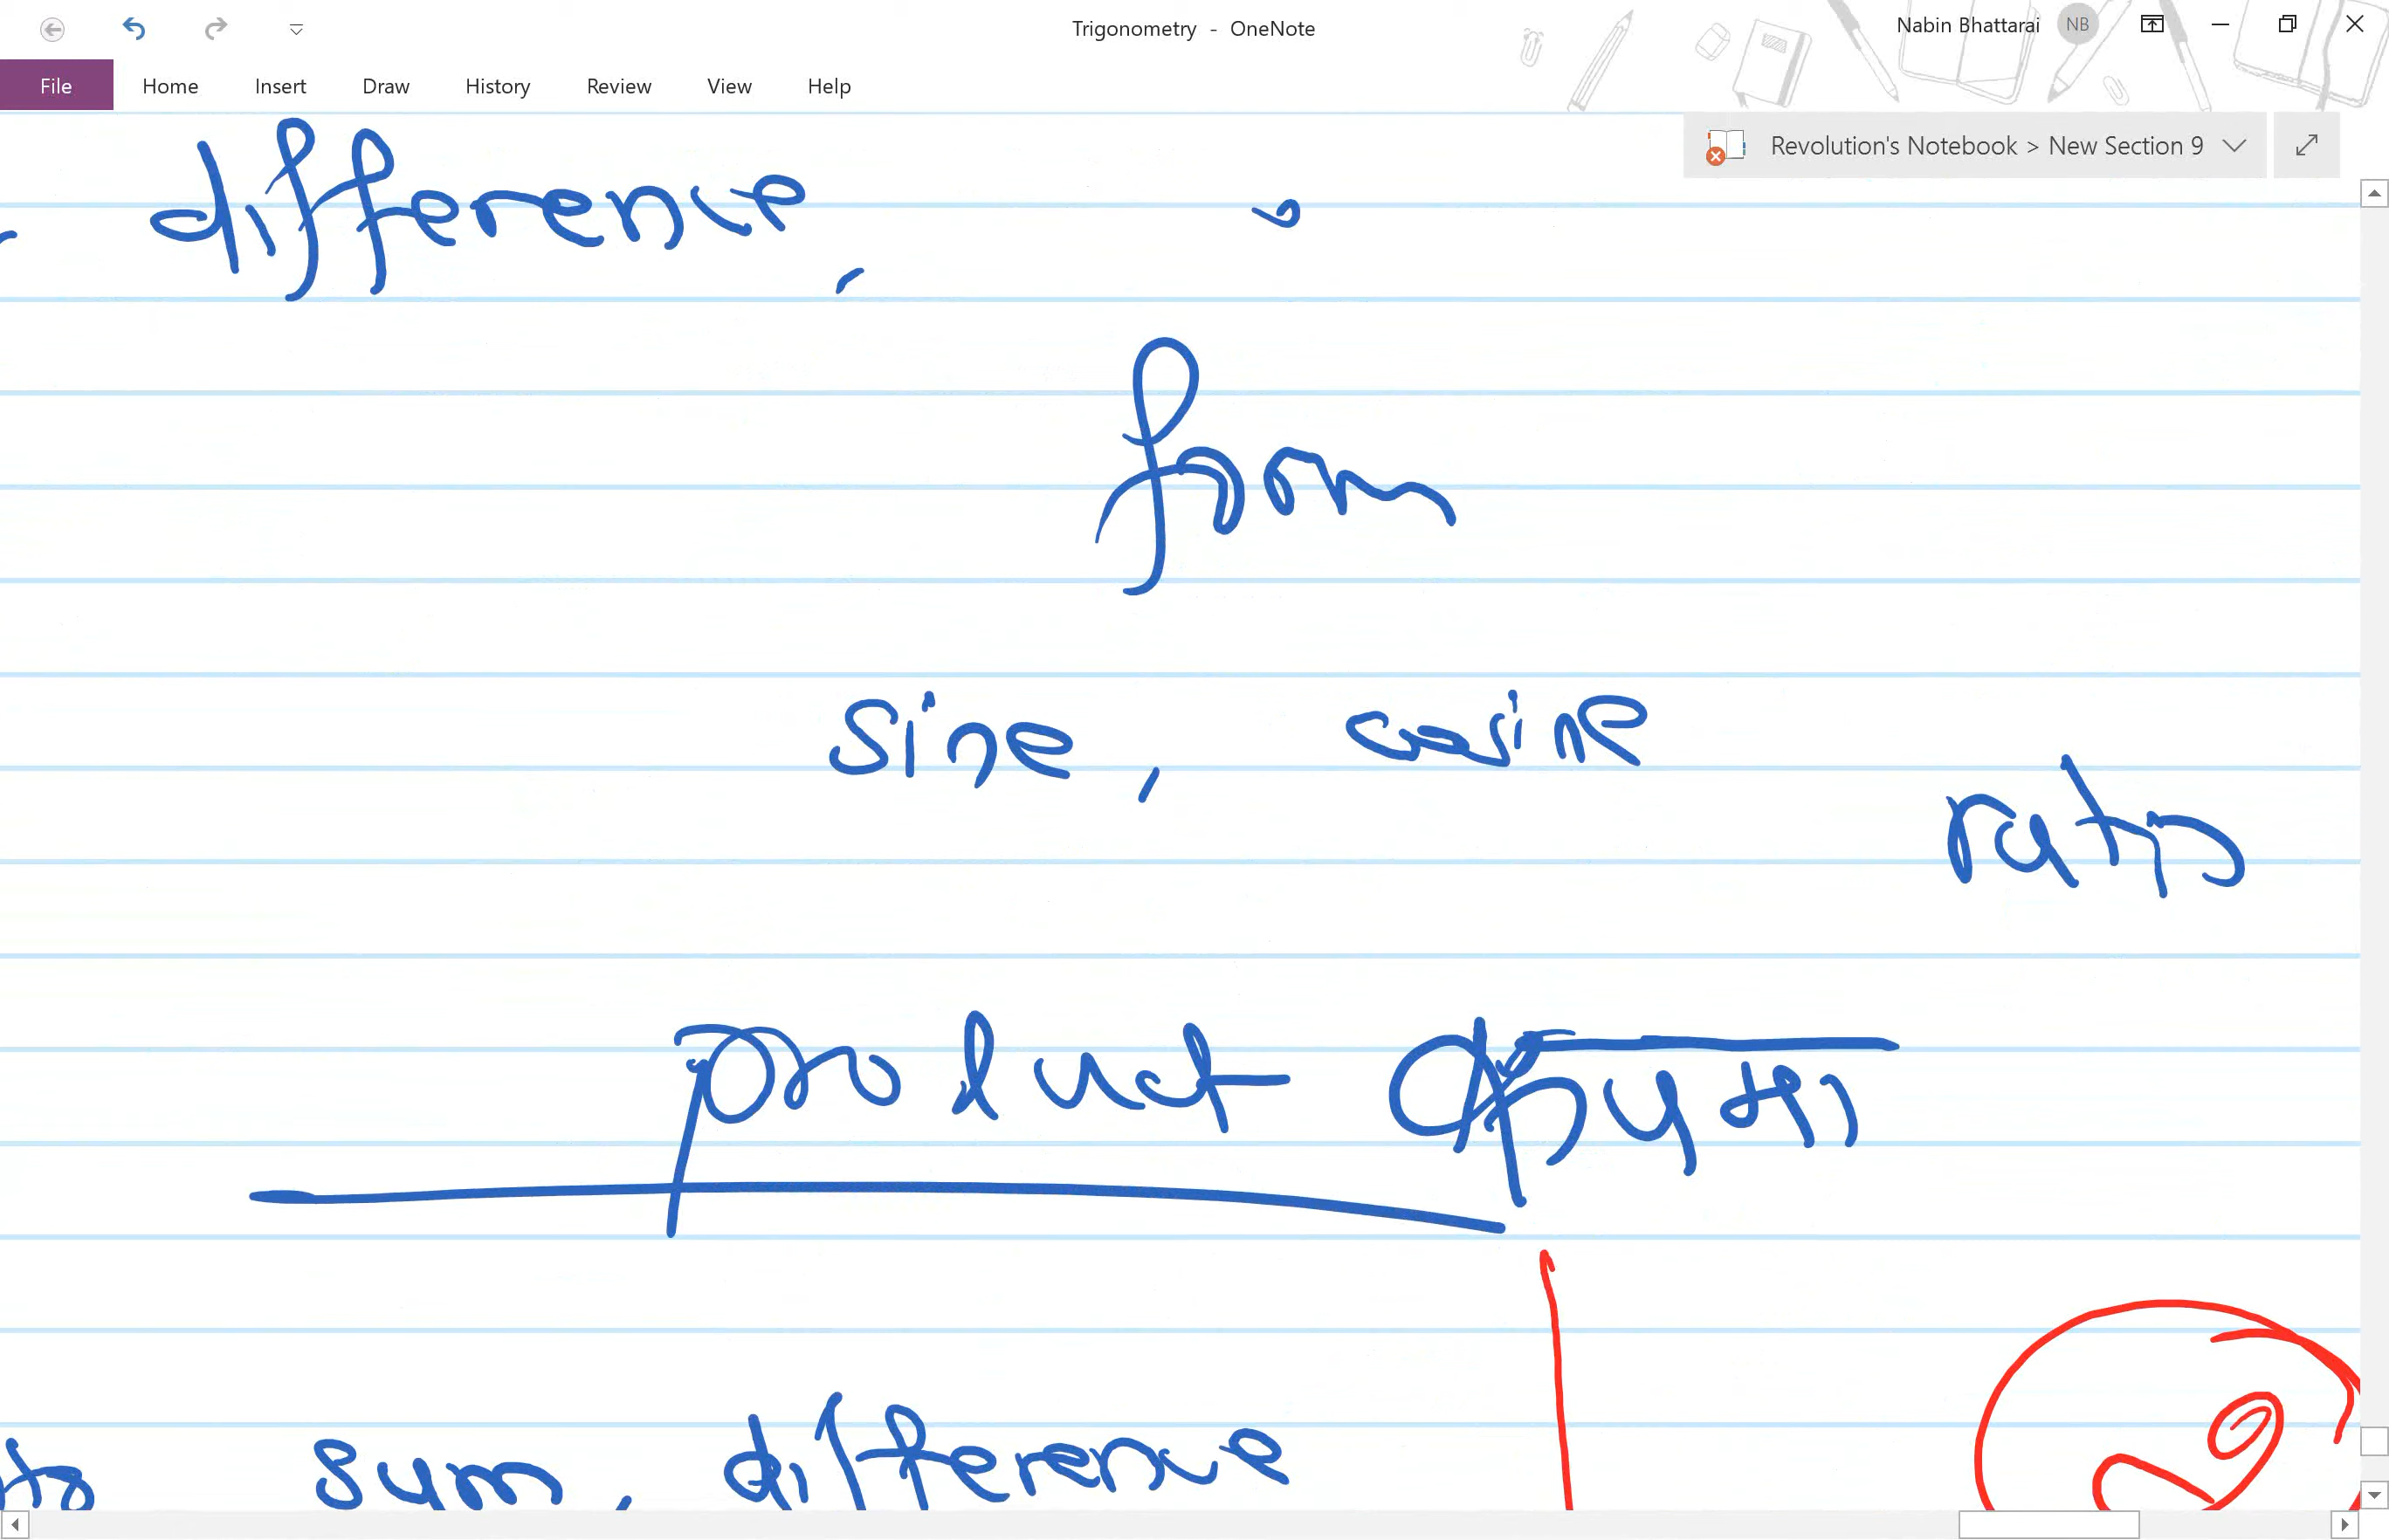 Trigonometry - OneNote
Nabin Bhattarai NB
File Home Insert Draw History Review View Help
Revolution's Notebook > New Section 9
difference,
from
sine, cosine
ratio
product
sum, difference